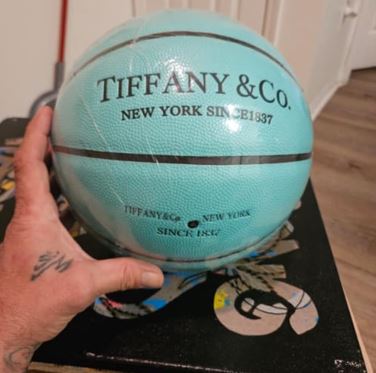 TIFFANY &CO.
NEW YORK SINCE1837
TIFFANY&Co NEW YORK
SINCE 1837